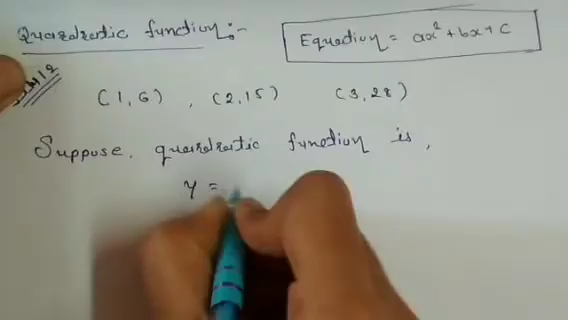 Quadratic function:-
Equation = ax² + bx + c
(1,6) , (2,15) (3,28)
Suppose, quadratic function is,
y =